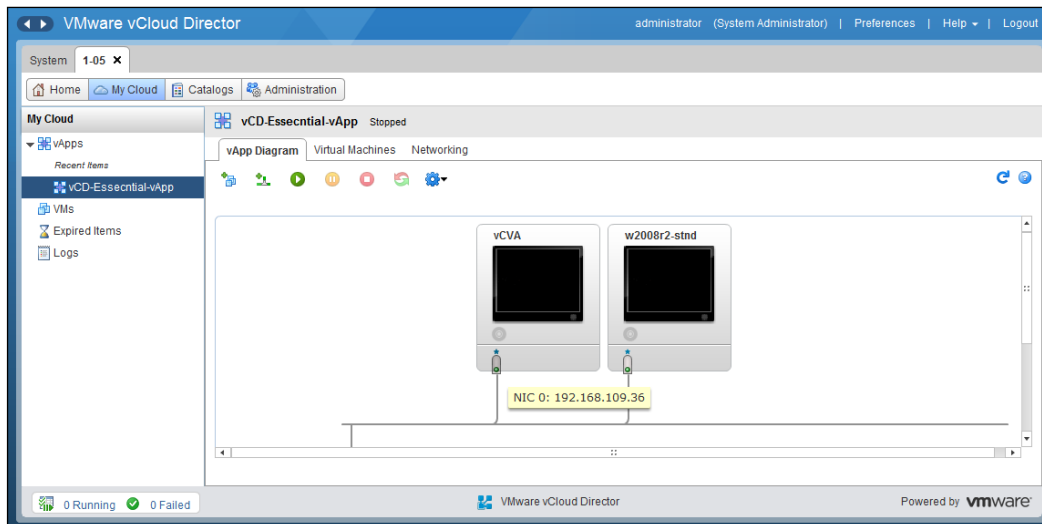 VMware vCloud Director
administrator (System Administrator) | Preferences | Help | Logout
System 1-05
Home My Cloud Catalogs Administration
My Cloud
vCD-Essecntial-vApp Stopped
vApps
vApp Diagram Virtual Machines Networking
Recent Items
vCD-Essecntial-vApp
VMs
Expired Items
Logs
vCVA w2008r2-stnd
NIC 0: 192.168.109.36
0 Running 0 Failed VMware vCloud Director Powered by vmware